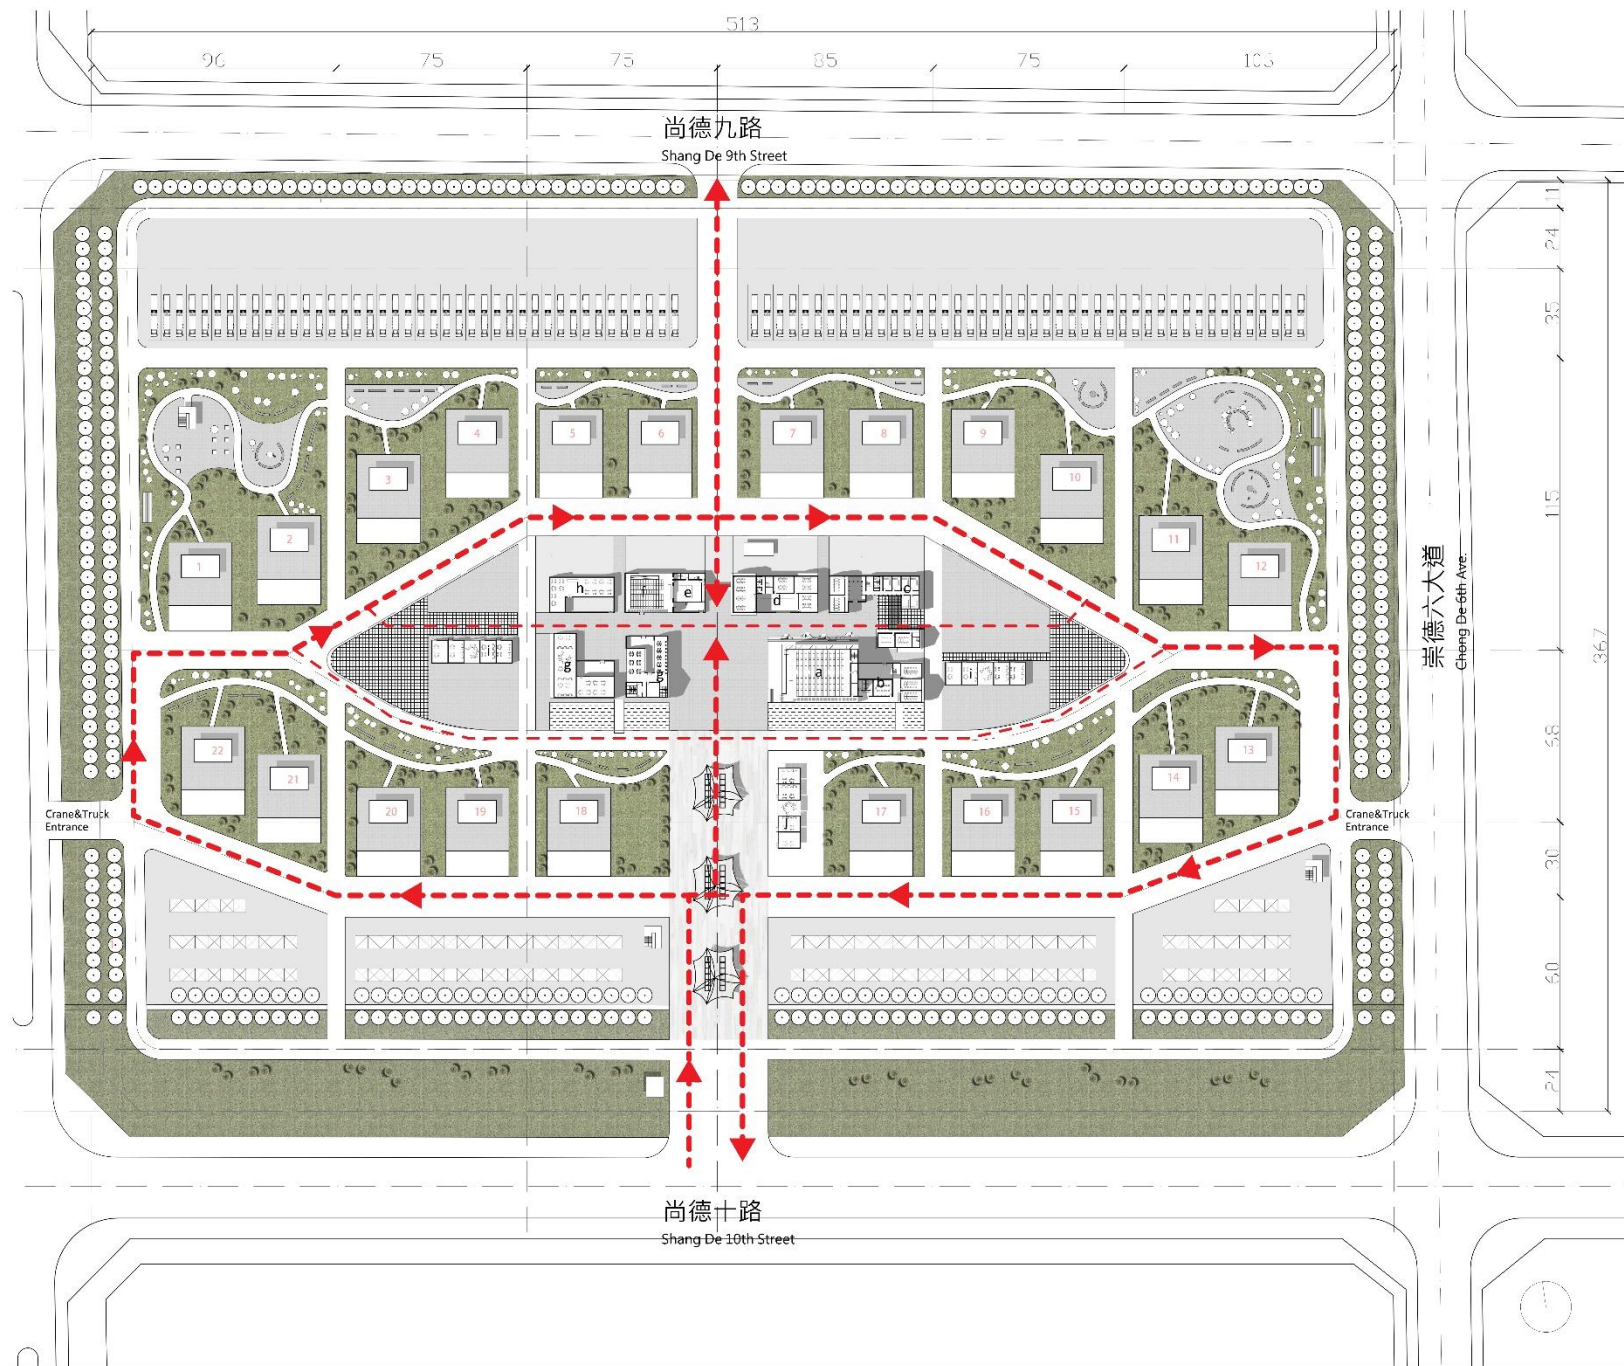 513
96 75 75 85 75 103
尚德九路
Shang De 9th Street
11
24
35
115
367
崇德六大道
Chong De 6th Ave.
4 5 6 7 8 9
3 10
2 11
1 12
h e d c
f
g a b i
g
22 13
21 14
20 19 18 17 16 15
j
68
Crane&Truck
Entrance
Crane&Truck
Entrance
30
60
24
尚德十路
Shang De 10th Street